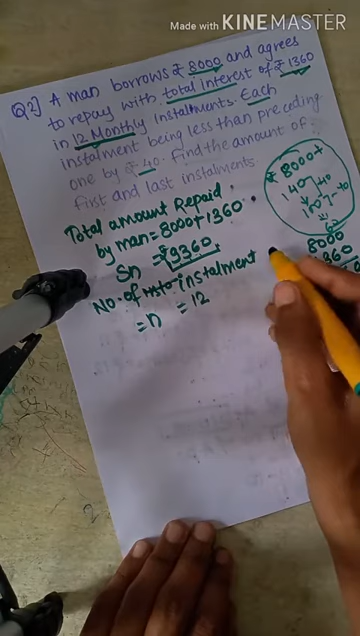 Made with KINEMASTER
Q2] A man borrows ₹ 8000 and agrees
to repay with total interest of ₹ 1360
in 12 Monthly Instalments. Each
instalment being less than preceding
one by ₹ 40. Find the amount of
first and last instalments.
₹ 8000+
140
Total amount Repaid
by man = 8000+1360
Sn = ₹9360
8000
No. of instalment
= n = 12